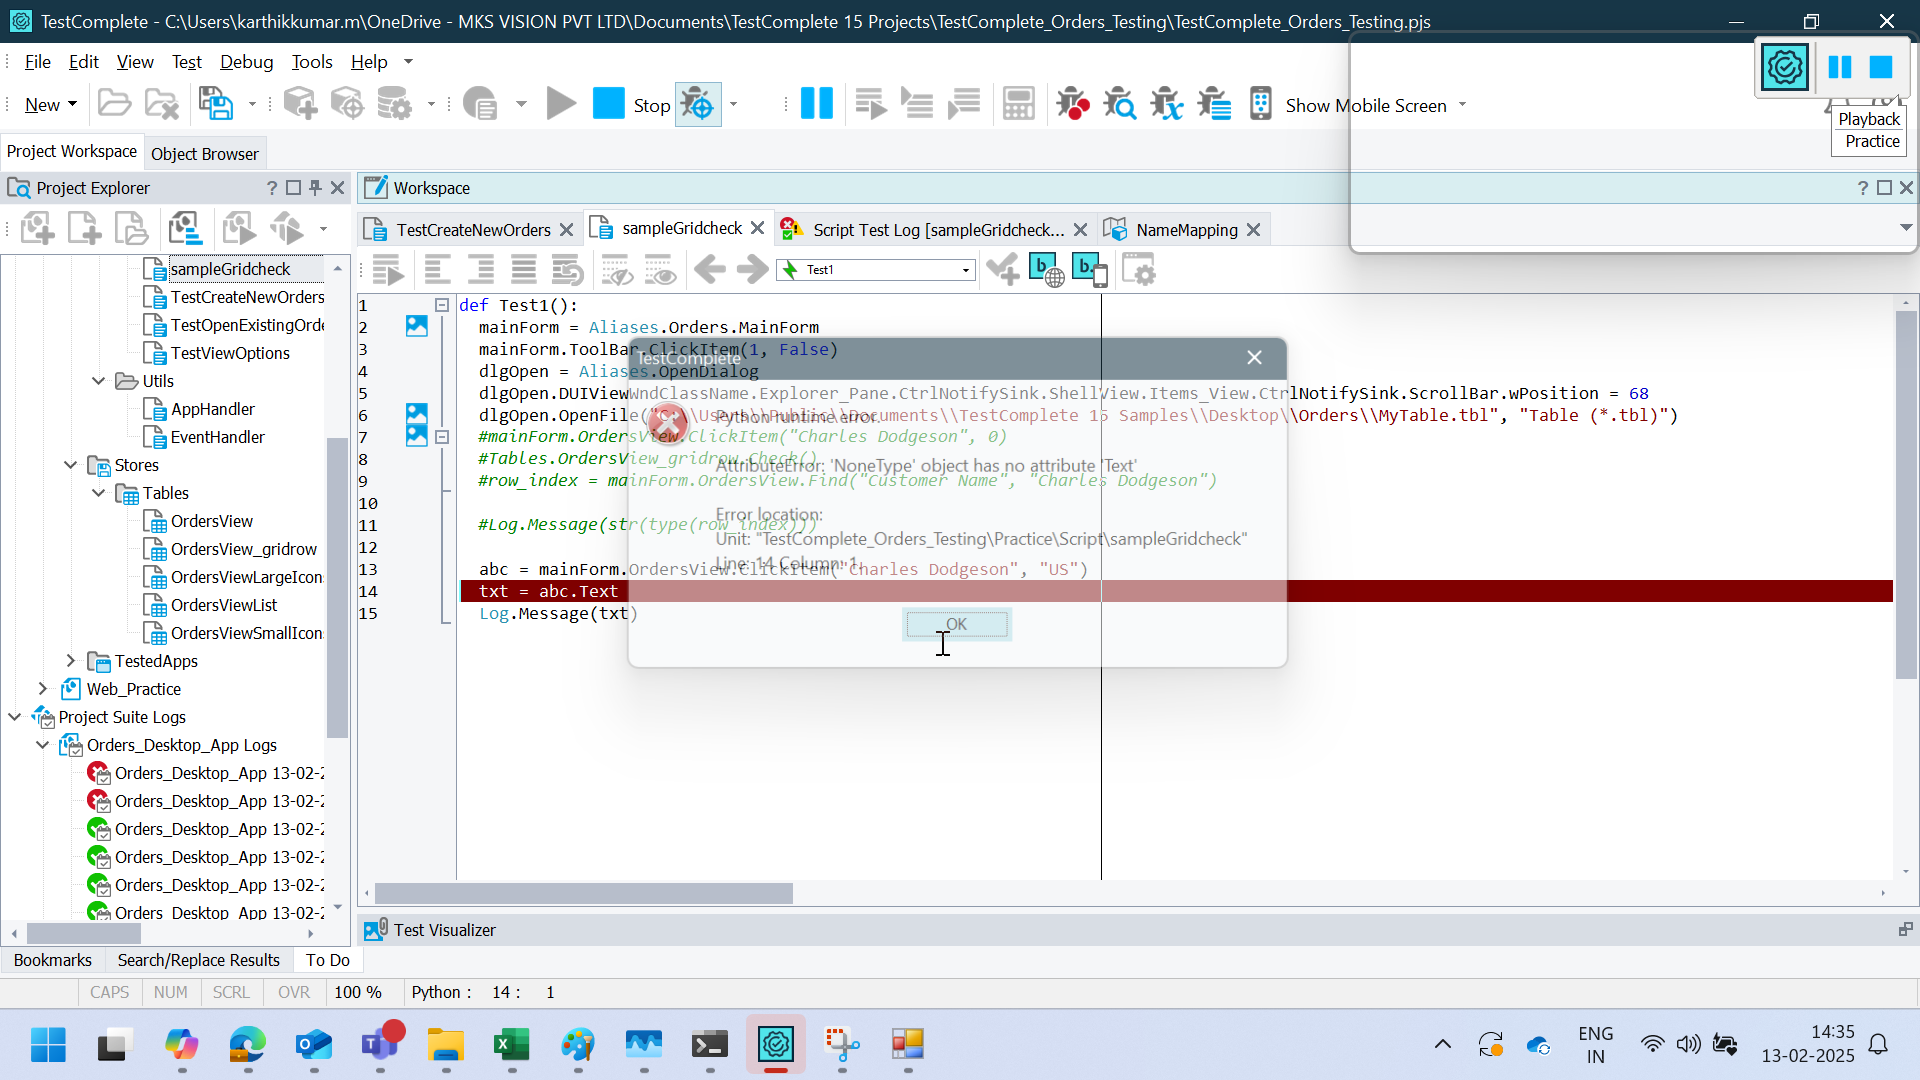 TestComplete - C:\Users\karthikkumar.m\OneDrive - MKS VISION PVT LTD\Documents\TestComplete 15 Projects\TestComplete_Orders_Testing\TestComplete_Orders_Testing.pjs
File Edit View Test Debug Tools Help
New Stop Show Mobile Screen
Playback
Practice
Project Workspace Object Browser
Project Explorer
Workspace
TestCreateNewOrders sampleGridcheck Script Test Log [sampleGridcheck... NameMapping
Test1
sampleGridcheck
TestCreateNewOrders
TestOpenExistingOrde
TestViewOptions
Utils
AppHandler
EventHandler
Stores
Tables
OrdersView
OrdersView_gridrow
OrdersViewLargeIcon
OrdersViewList
OrdersViewSmallIcon
TestedApps
Web_Practice
Project Suite Logs
Orders_Desktop_App Logs
Orders_Desktop_App 13-02-2
Orders_Desktop_App 13-02-2
Orders_Desktop_App 13-02-2
Orders_Desktop_App 13-02-2
Orders_Desktop_App 13-02-2
Orders Desktop App 13-02-2
1 def Test1():
2 mainForm = Aliases.Orders.MainForm
3 mainForm.ToolBar.ClickItem(1, False)
4 dlgOpen = Aliases.OpenDialog
5 dlgOpen.DUIViewWndClassName.Explorer_Pane.CtrlNotifySink.ShellView.Items_View.CtrlNotifySink.ScrollBar.wPosition = 68
6 dlgOpen.OpenFile("C:\\Users\\Public\\Documents\\TestComplete 15 Samples\\Desktop\\Orders\\MyTable.tbl", "Table (*.tbl)")
7 #mainForm.OrdersView.ClickItem("Charles Dodgeson", 0)
8 #Tables.OrdersView_gridrow.Check()
9 #row_index = mainForm.OrdersView.Find("Customer Name", "Charles Dodgeson")
10
11 #Log.Message(str(type(row_index)))
12
13 abc = mainForm.OrdersView.ClickItem("Charles Dodgeson", "US")
14 txt = abc.Text
15 Log.Message(txt)
TestComplete
Python runtime error.
AttributeError: 'NoneType' object has no attribute 'Text'
Error location:
Unit: "TestComplete_Orders_Testing\Practice\Script\sampleGridcheck"
Line: 14 Column: 1.
OK
Test Visualizer
Bookmarks Search/Replace Results To Do
CAPS NUM SCRL OVR 100 % Python : 14 : 1
ENG
IN
14:35
13-02-2025